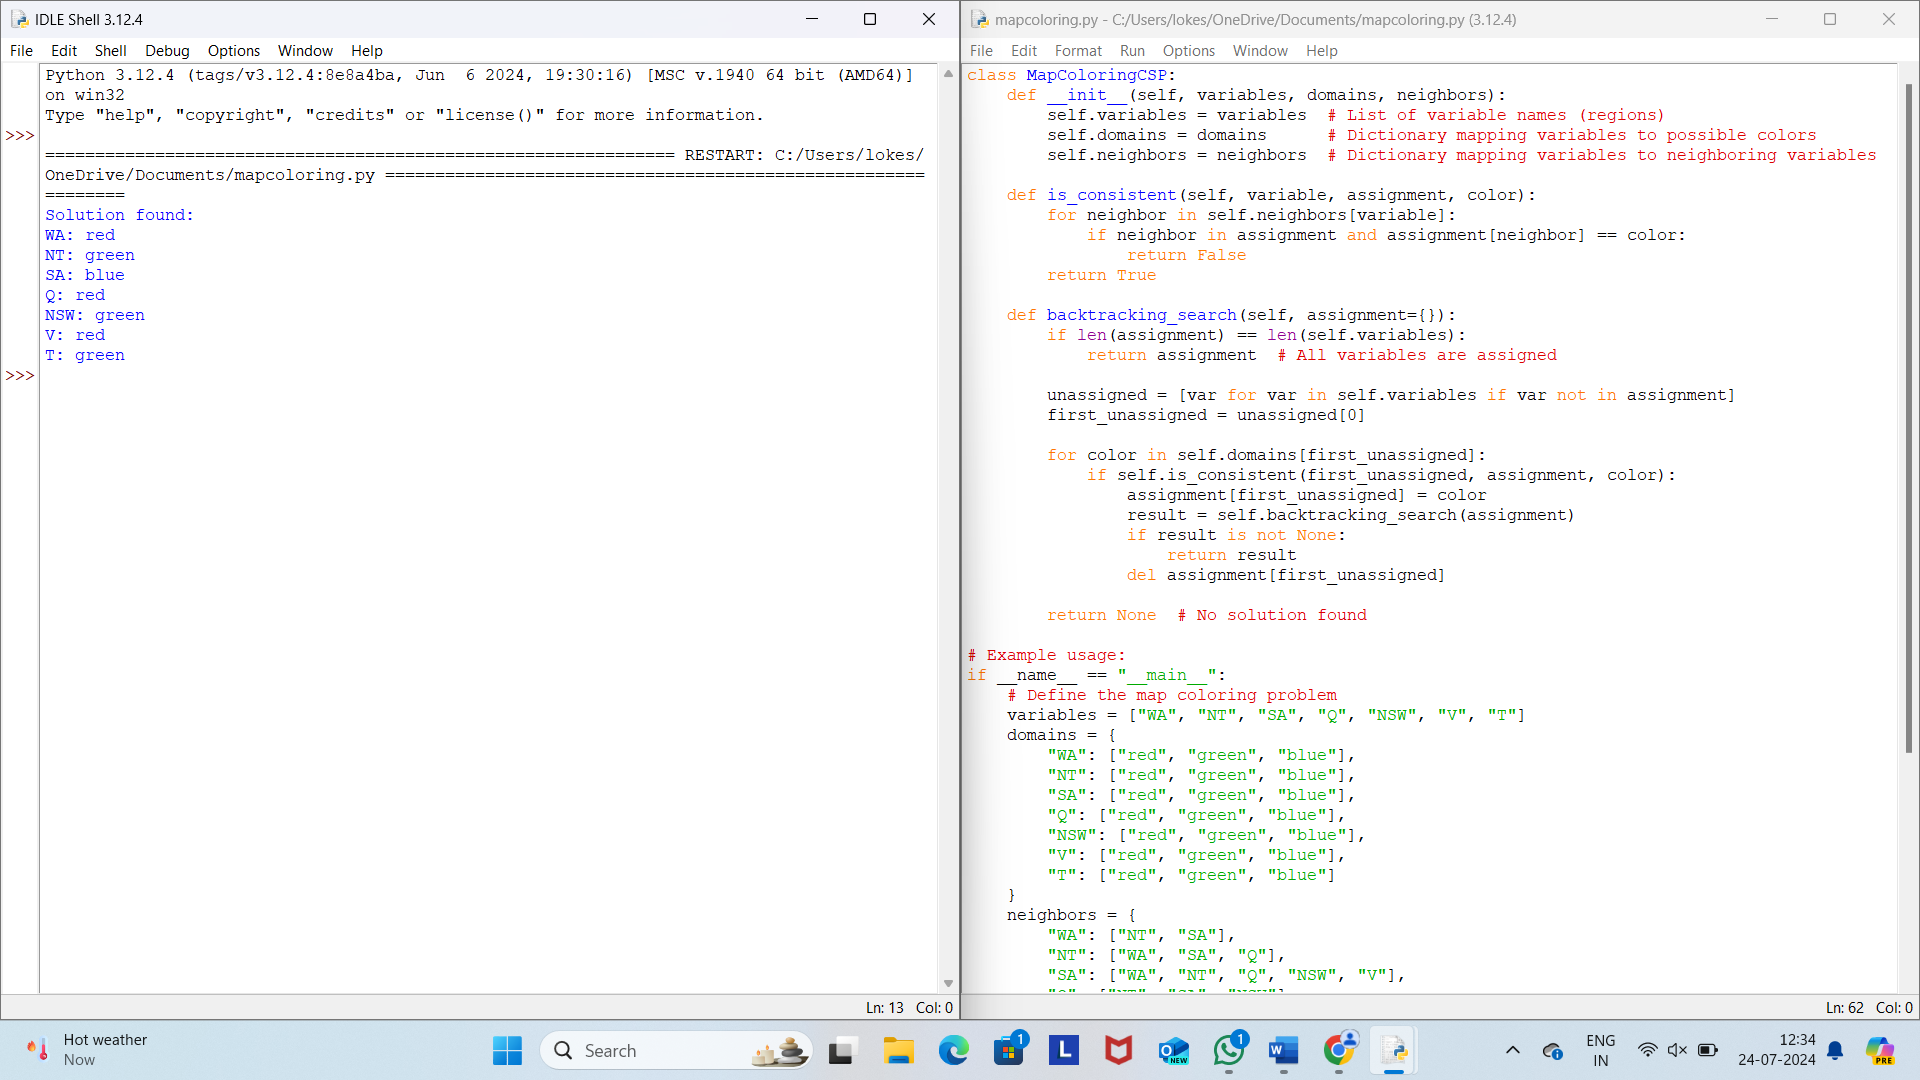 IDLE Shell 3.12.4
File Edit Shell Debug Options Window Help
Python 3.12.4 (tags/v3.12.4:8e8a4ba, Jun  6 2024, 19:30:16) [MSC v.1940 64 bit (AMD64)]
on win32
Type "help", "copyright", "credits" or "license()" for more information.
>>>
=============================================================== RESTART: C:/Users/lokes/
OneDrive/Documents/mapcoloring.py ======================================================
========
Solution found:
WA: red
NT: green
SA: blue
Q: red
NSW: green
V: red
T: green
>>>
Ln: 13 Col: 0
mapcoloring.py - C:/Users/lokes/OneDrive/Documents/mapcoloring.py (3.12.4)
File Edit Format Run Options Window Help
class MapColoringCSP:
    def __init__(self, variables, domains, neighbors):
        self.variables = variables  # List of variable names (regions)
        self.domains = domains      # Dictionary mapping variables to possible colors
        self.neighbors = neighbors  # Dictionary mapping variables to neighboring variables
    def is_consistent(self, variable, assignment, color):
        for neighbor in self.neighbors[variable]:
            if neighbor in assignment and assignment[neighbor] == color:
                return False
        return True
    def backtracking_search(self, assignment={}):
        if len(assignment) == len(self.variables):
            return assignment  # All variables are assigned
        unassigned = [var for var in self.variables if var not in assignment]
        first_unassigned = unassigned[0]
        for color in self.domains[first_unassigned]:
            if self.is_consistent(first_unassigned, assignment, color):
                assignment[first_unassigned] = color
                result = self.backtracking_search(assignment)
                if result is not None:
                    return result
                del assignment[first_unassigned]
        return None  # No solution found
# Example usage:
if __name__ == "__main__":
    # Define the map coloring problem
    variables = ["WA", "NT", "SA", "Q", "NSW", "V", "T"]
    domains = {
        "WA": ["red", "green", "blue"],
        "NT": ["red", "green", "blue"],
        "SA": ["red", "green", "blue"],
        "Q": ["red", "green", "blue"],
        "NSW": ["red", "green", "blue"],
        "V": ["red", "green", "blue"],
        "T": ["red", "green", "blue"]
    }
    neighbors = {
        "WA": ["NT", "SA"],
        "NT": ["WA", "SA", "Q"],
        "SA": ["WA", "NT", "Q", "NSW", "V"],
Ln: 62 Col: 0
Hot weather
Now
Search
1
L
NEW
1
W
ENG
IN
12:34
24-07-2024
PRE